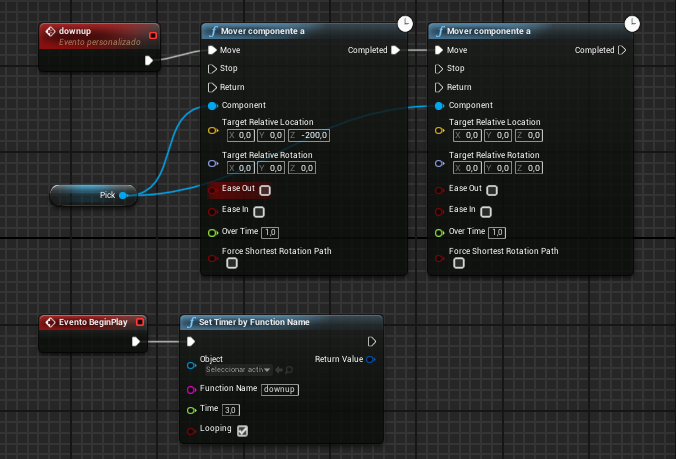 downup
Evento personalizado
Mover componente a
Move
Completed
Stop
Return
Component
Target Relative Location
X 0,0 Y 0,0 Z -200,0
Target Relative Rotation
X 0,0 Y 0,0 Z 0,0
Ease Out
Ease In
Over Time 1,0
Force Shortest Rotation Path
Mover componente a
Move
Completed
Stop
Return
Component
Target Relative Location
X 0,0 Y 0,0 Z 0,0
Target Relative Rotation
X 0,0 Y 0,0 Z 0,0
Ease Out
Ease In
Over Time 1,0
Force Shortest Rotation Path
Pick
Evento BeginPlay
Set Timer by Function Name
Object
Return Value
Seleccionar activ
Function Name downup
Time 3,0
Looping